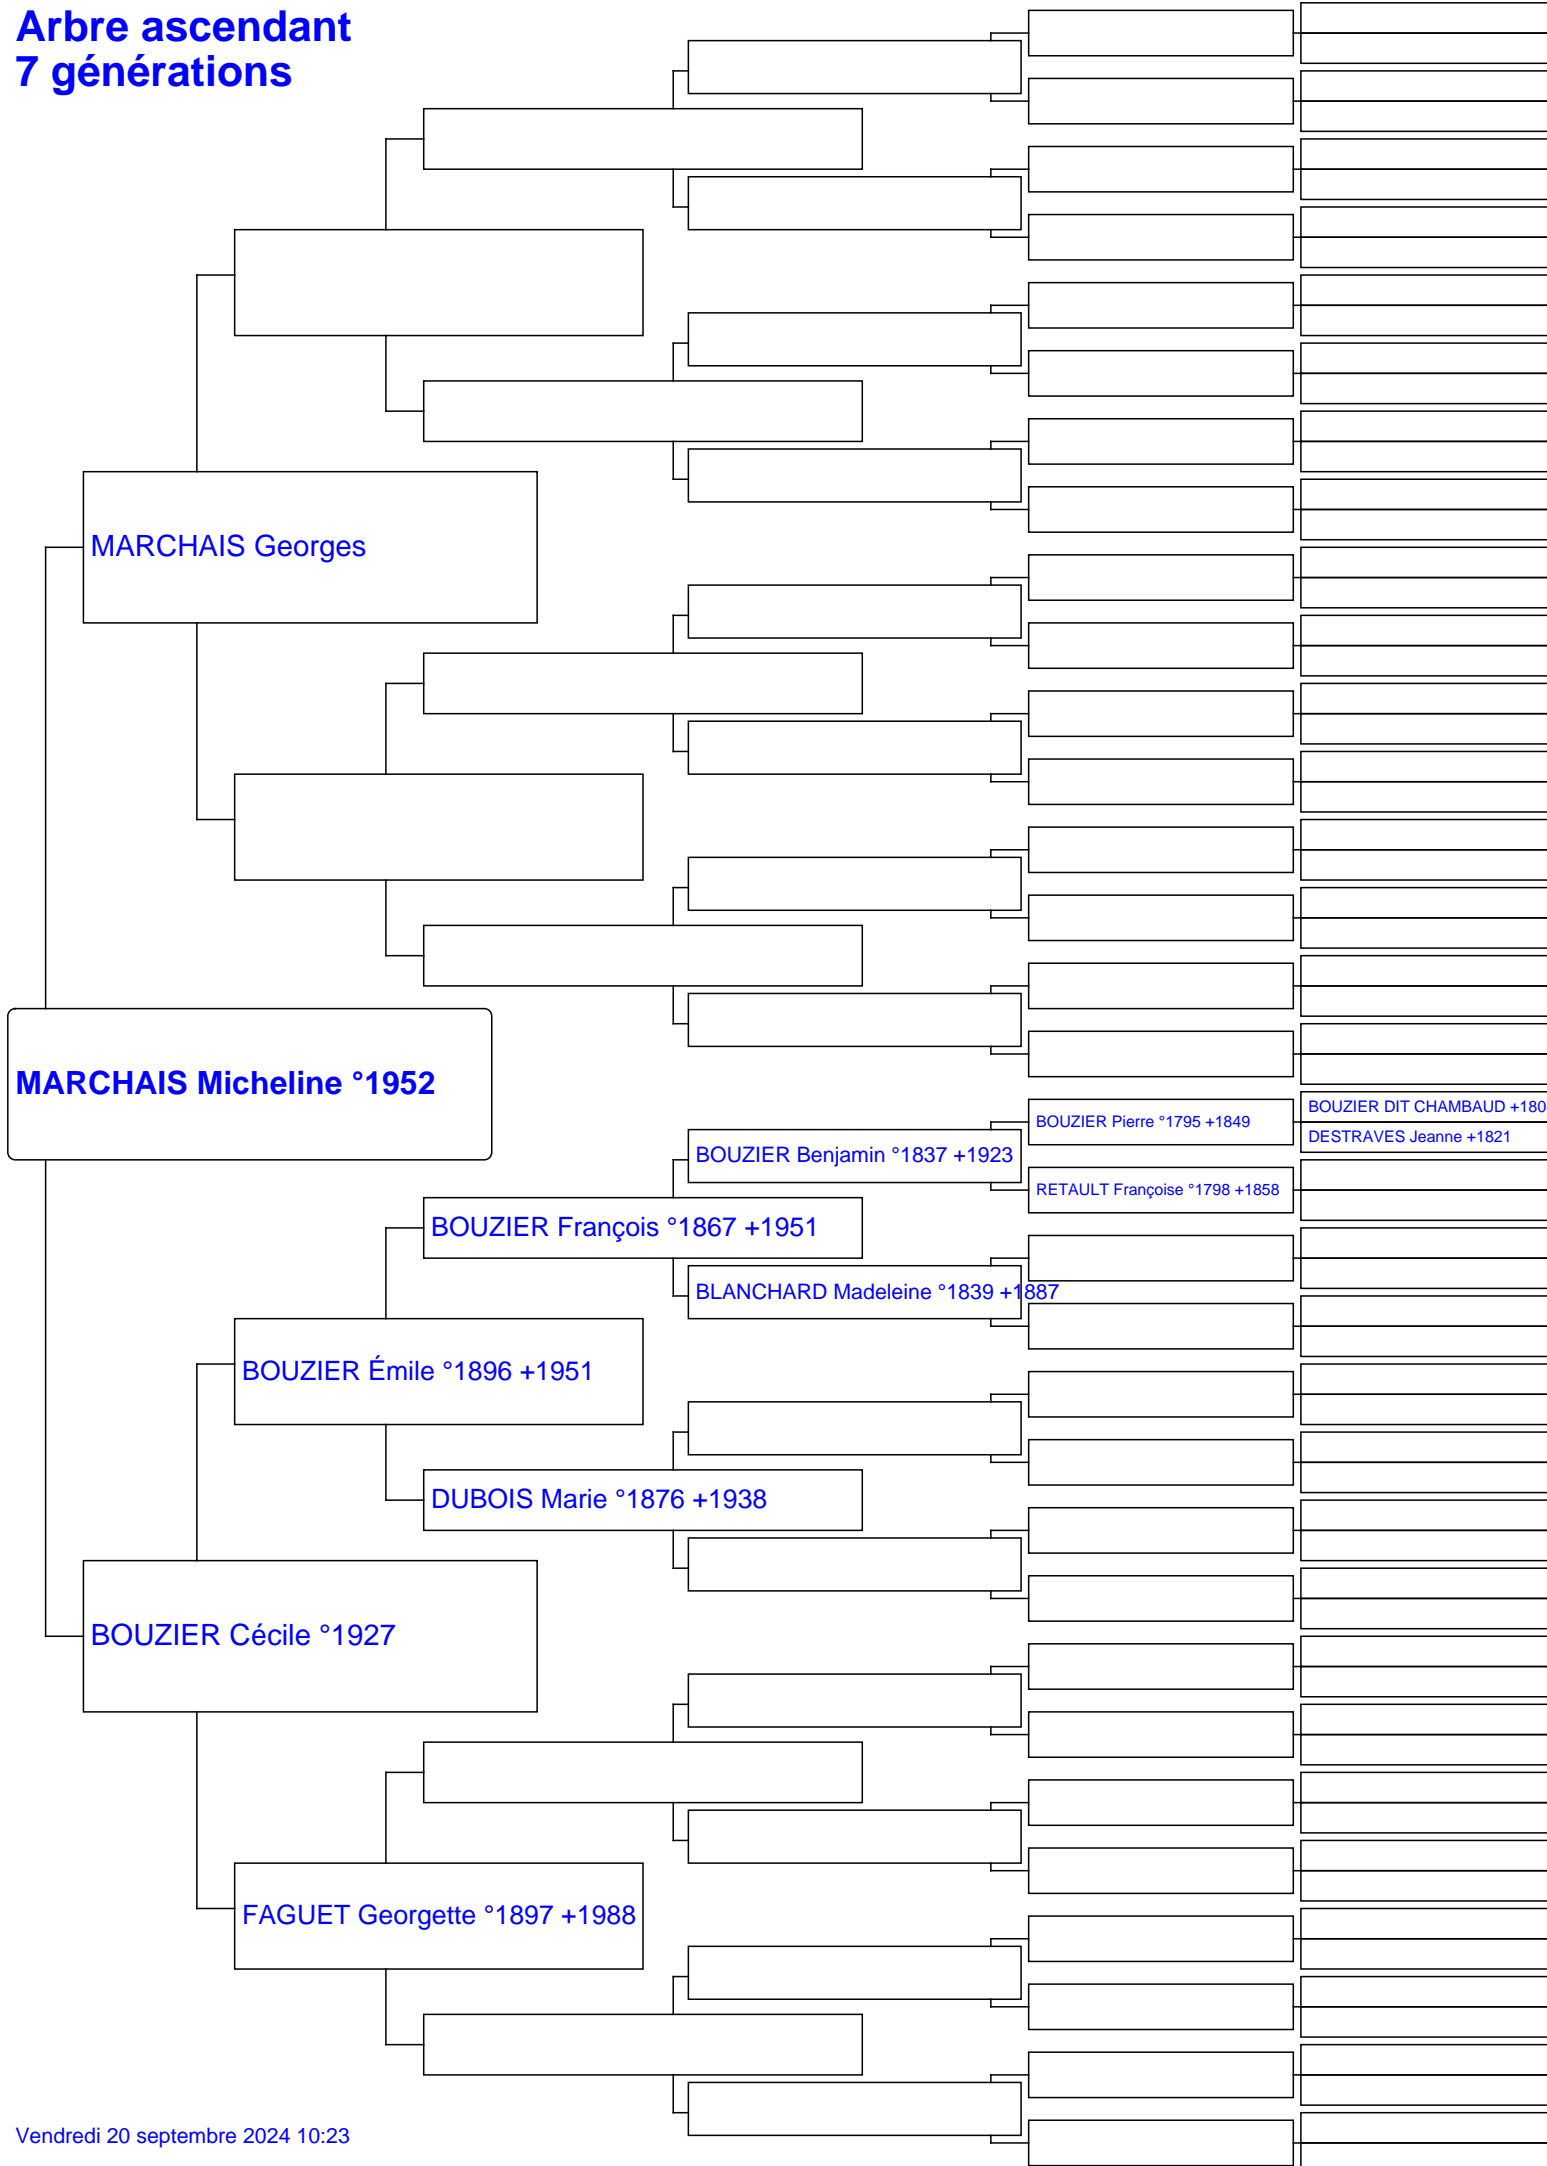 Arbre ascendant
7 générations
MARCHAIS Georges
MARCHAIS Micheline °1952
BOUZIER DIT CHAMBAUD
BOUZIER Pierre °1795 +1849
DESTRAVES Jeanne +1821
BOUZIER Benjamin °1837 +1923
RETAULT Françoise °1798 +1858
BOUZIER François °1867 +1951
BLANCHARD Madeleine °1839 +1887
BOUZIER Émile °1896 +1951
DUBOIS Marie °1876 +1938
BOUZIER Cécile °1927
FAGUET Georgette °1897 +1988
Vendredi 20 septembre 2024 10:23